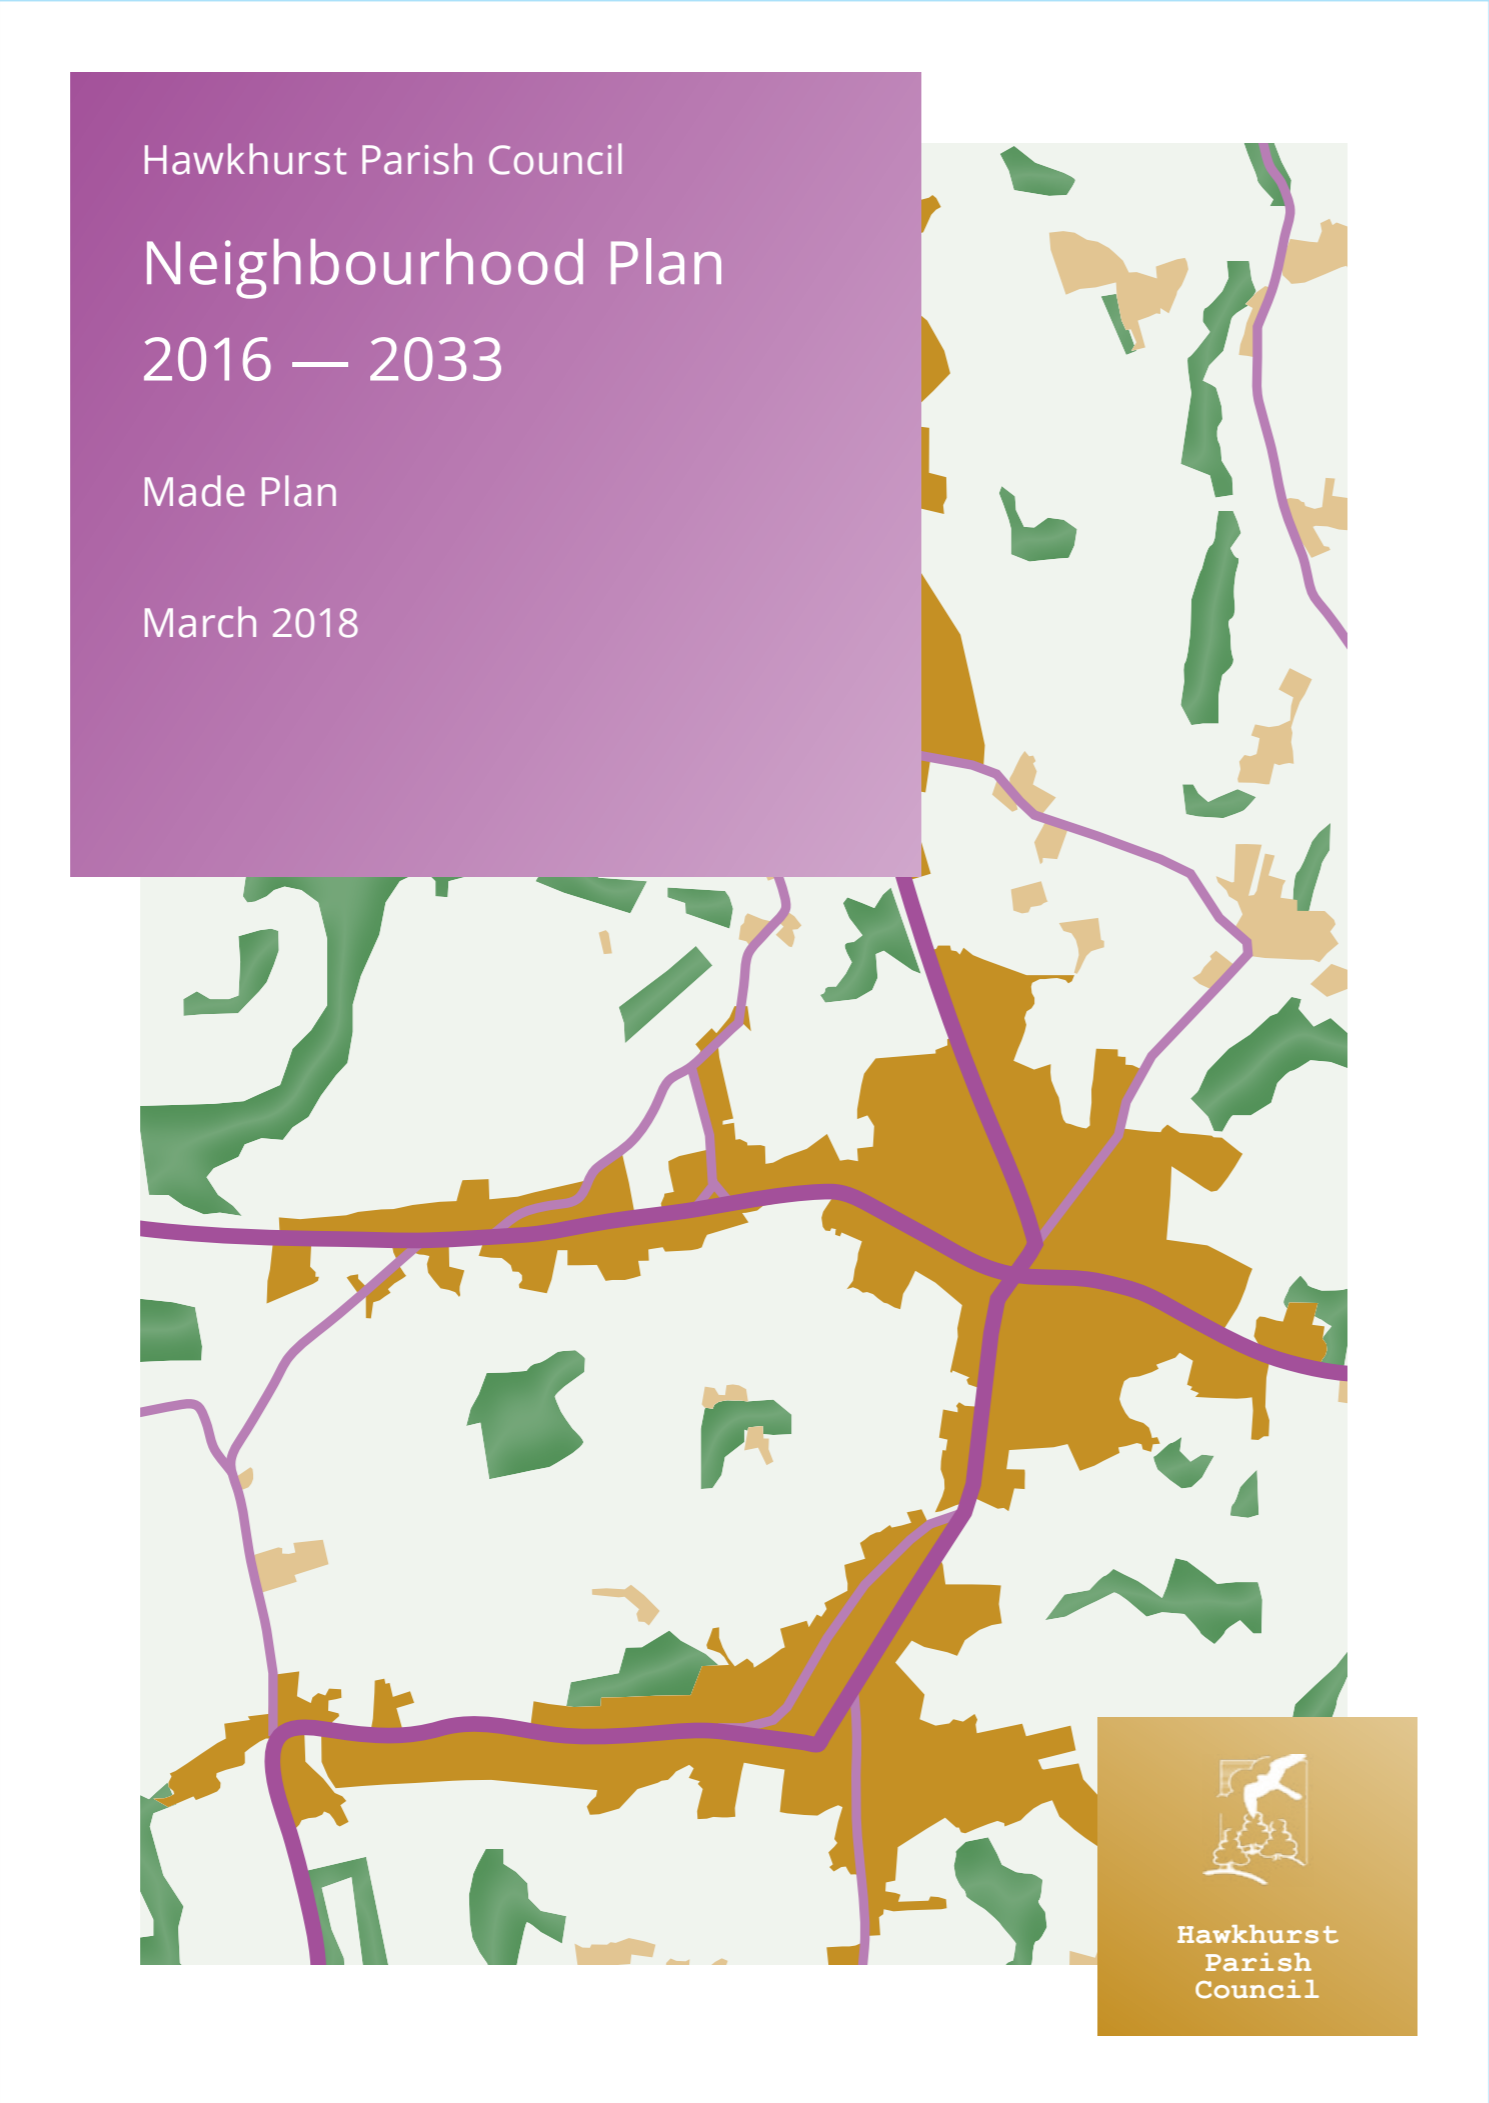 Hawkhurst Parish Council
Neighbourhood Plan
2016 — 2033
Made Plan
March 2018
Hawkhurst
Parish
Council